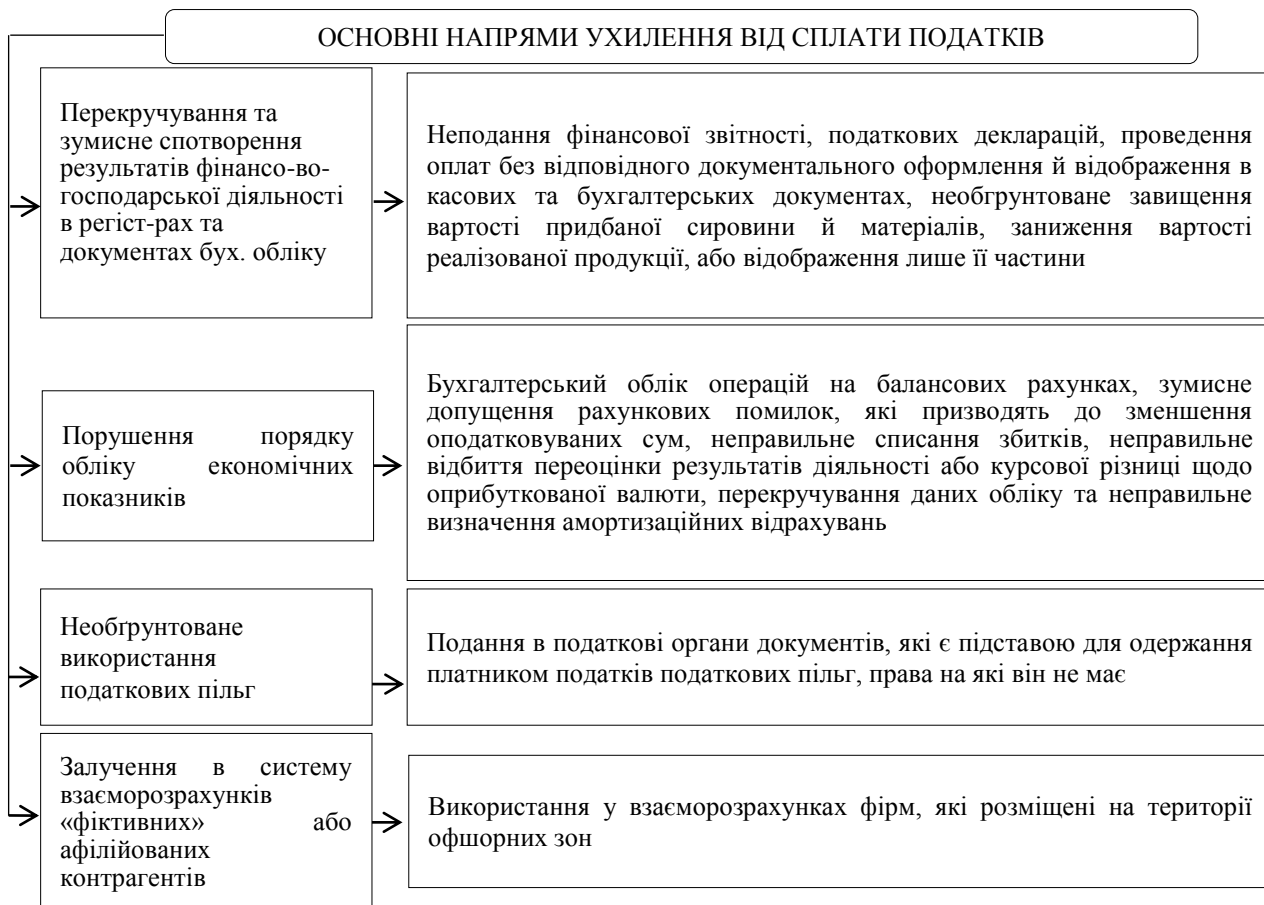 ОСНОВНІ НАПРЯМИ УХИЛЕННЯ ВІД СПЛАТИ ПОДАТКІВ
Перекручування та
зумисне спотворення
результатів фінансо-во-
господарської діяльності
в регіст-рах та
документах бух. обліку
Неподання фінансової звітності, податкових декларацій, проведення
оплат без відповідного документального оформлення й відображення в
касових та бухгалтерських документах, необгрунтоване завищення
вартості придбаної сировини й матеріалів, заниження вартості
реалізованої продукції, або відображення лише її частини
Порушення порядку
обліку економічних
показників
Бухгалтерський облік операцій на балансових рахунках, зумисне
допущення рахункових помилок, які призводять до зменшення
оподатковуваних сум, неправильне списання збитків, неправильне
відбиття переоцінки результатів діяльності або курсової різниці щодо
оприбуткованої валюти, перекручування даних обліку та неправильне
визначення амортизаційних відрахувань
Необґрунтоване
використання
податкових пільг
Подання в податкові органи документів, які є підставою для одержання
платником податків податкових пільг, права на які він не має
Залучення в систему
взаєморозрахунків
«фіктивних» або
афілійованих
контрагентів
Використання у взаєморозрахунках фірм, які розміщені на території
офшорних зон